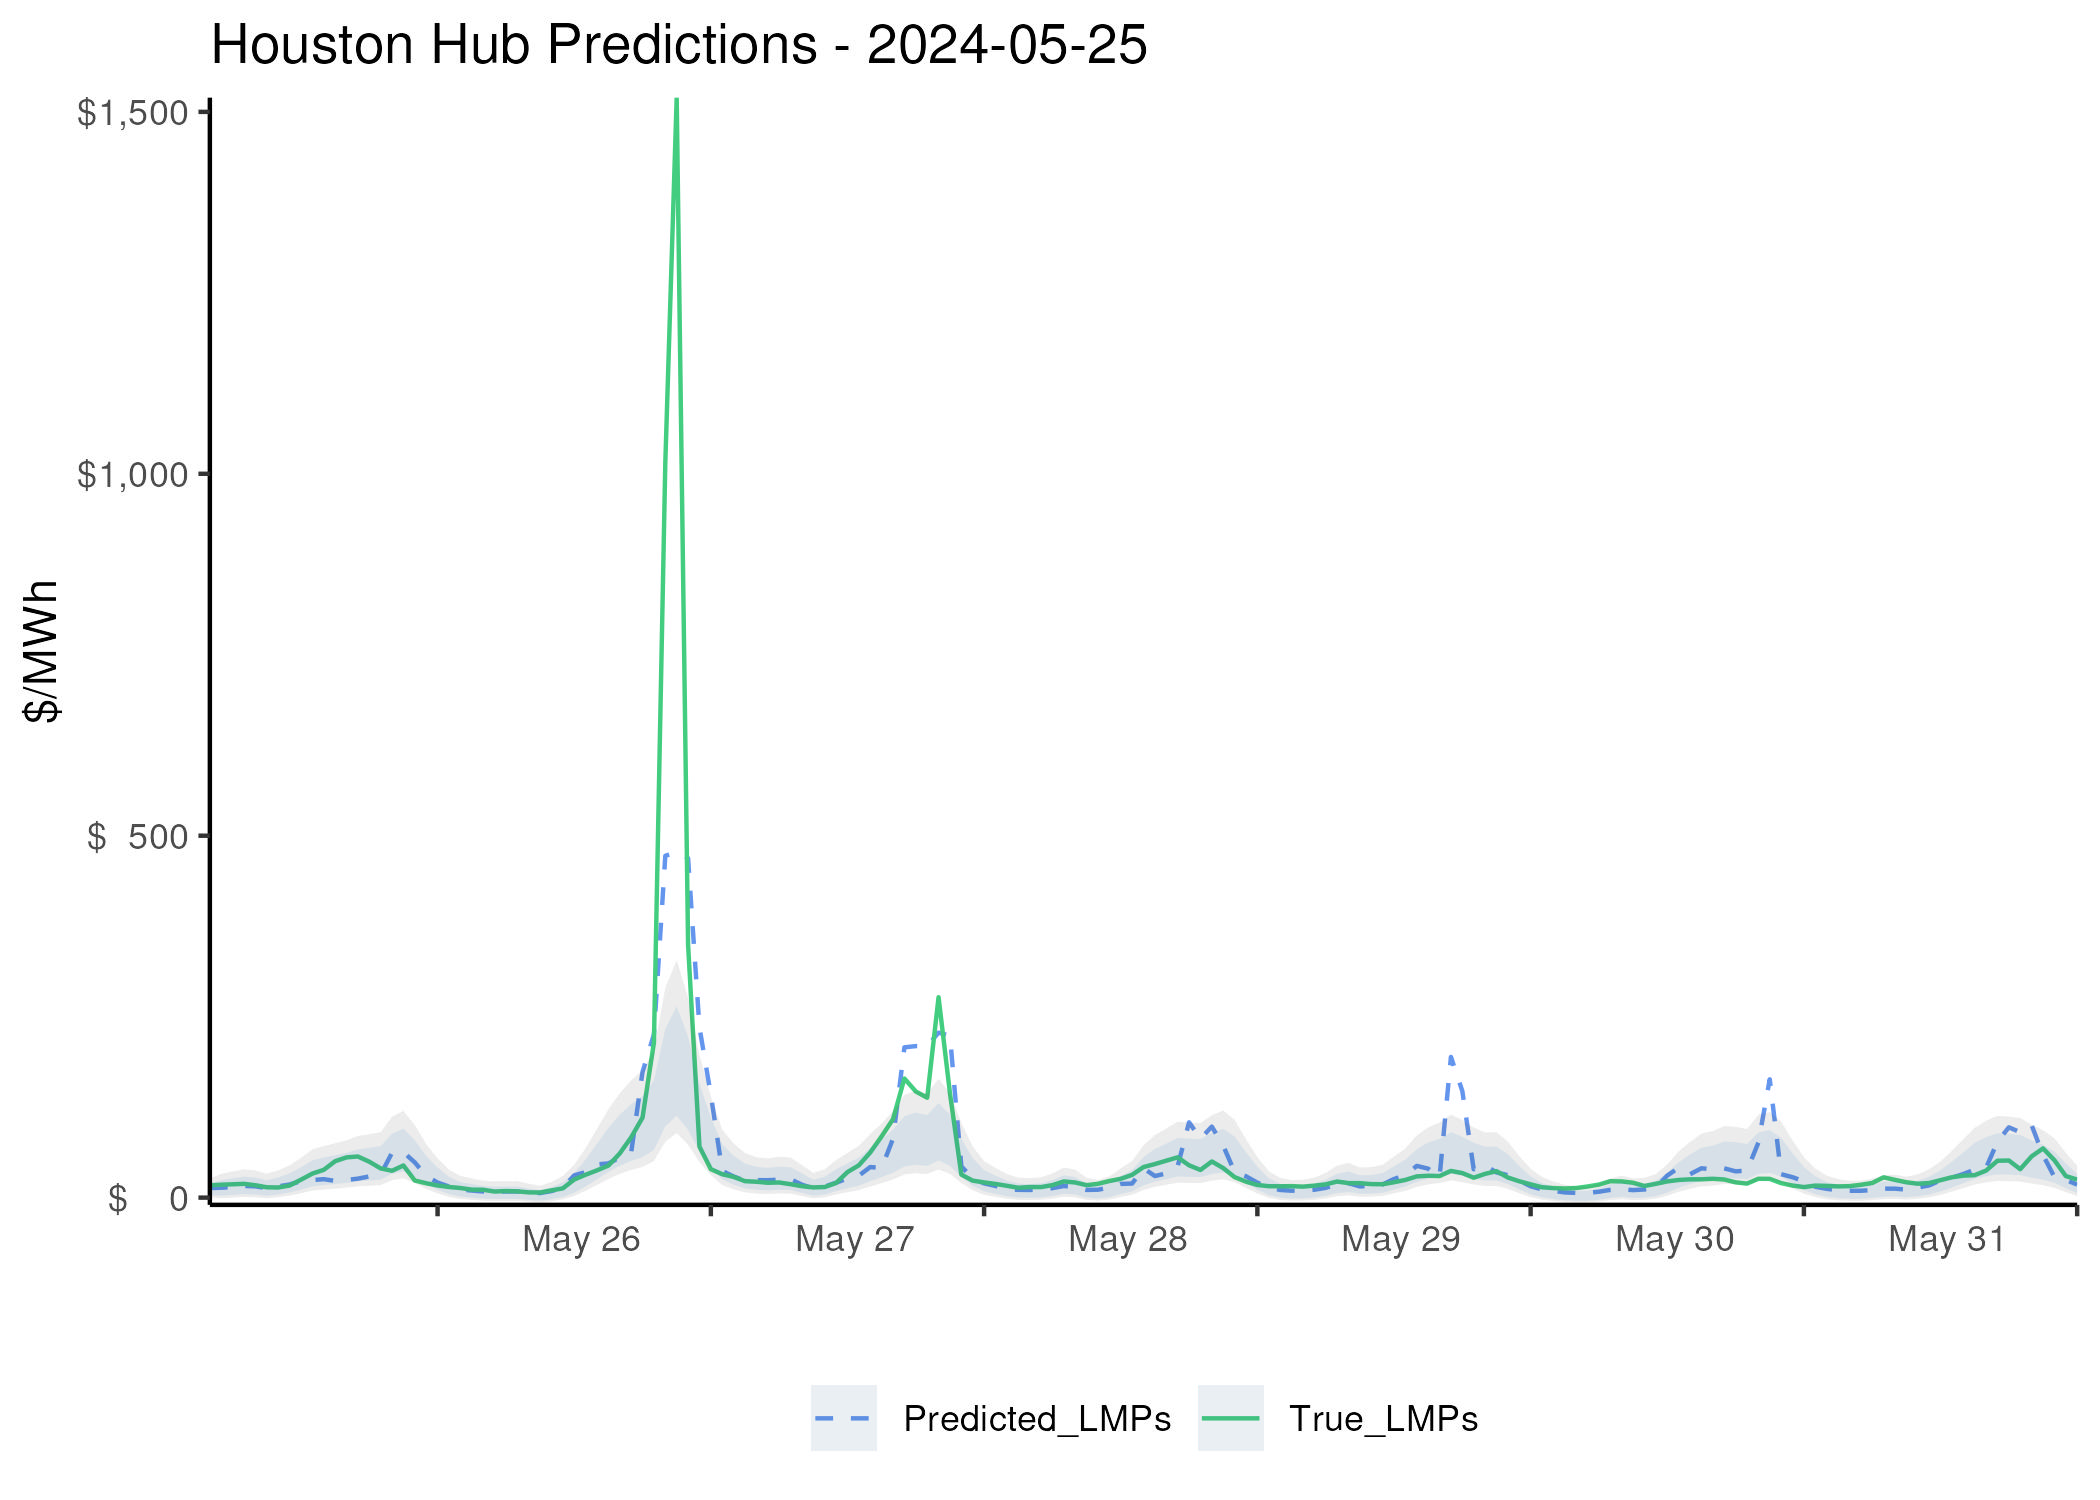 Houston Hub Predictions - 2024-05-25
$1,500
$1,000
$ 500
$ 0
$/MWh
May 26 May 27 May 28 May 29 May 30 May 31
Predicted_LMPs True_LMPs